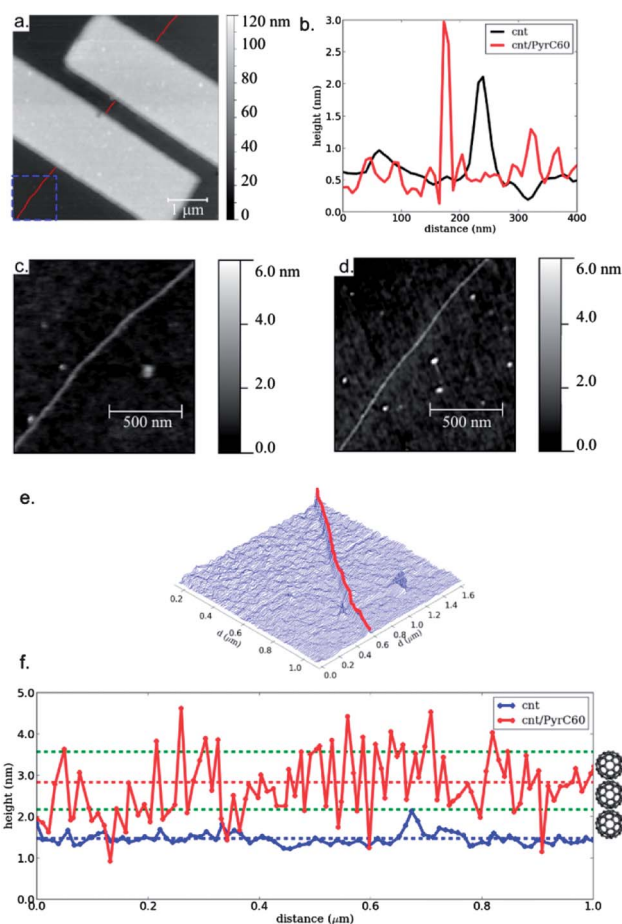 a.
120 nm
100
80
60
40
20
0
1 μm
b.
height (nm)
3.0
2.5
2.0
1.5
1.0
0.5
0.0
0 100 200 300 400
distance (nm)
cnt
cnt/PyrC60
c.
500 nm
6.0 nm
4.0
2.0
0.0
d.
500 nm
6.0 nm
4.0
2.0
0.0
e.
0.2
0.4
0.6
0.8
1.0
d (μm)
0.0
0.2
0.4
0.6
0.8
1.0
1.2
1.4
1.6
d (μm)
f.
height (nm)
5.0
4.0
3.0
2.0
1.0
0.0
0.0 0.2 0.4 0.6 0.8 1.0
distance (μm)
cnt
cnt/PyrC60